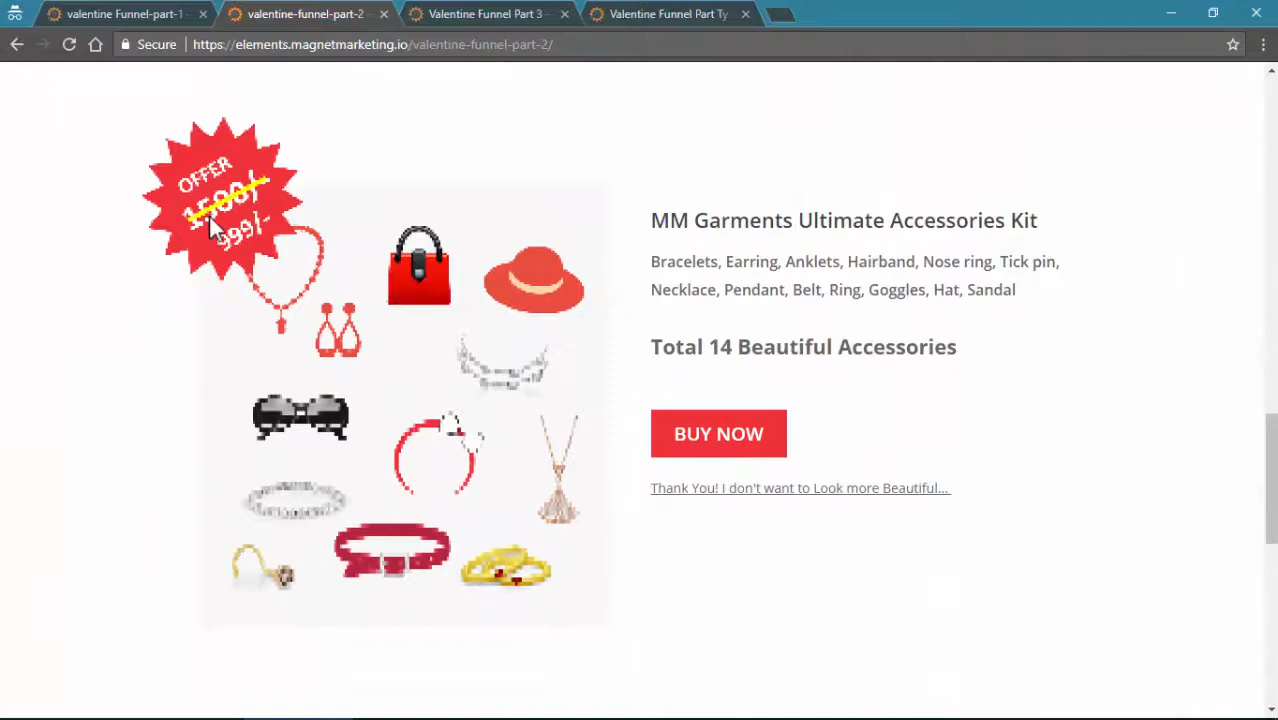 valentine Funnel-part-1
valentine-funnel-part-2
Valentine Funnel Part 3 -
Valentine Funnel Part Ty
Secure
https://elements.magnetmarketing.io/valentine-funnel-part-2/
OFFER
1500/-
999/-
MM Garments Ultimate Accessories Kit
Bracelets, Earring, Anklets, Hairband, Nose ring, Tick pin,
Necklace, Pendant, Belt, Ring, Goggles, Hat, Sandal
Total 14 Beautiful Accessories
BUY NOW
Thank You! I don't want to Look more Beautiful...